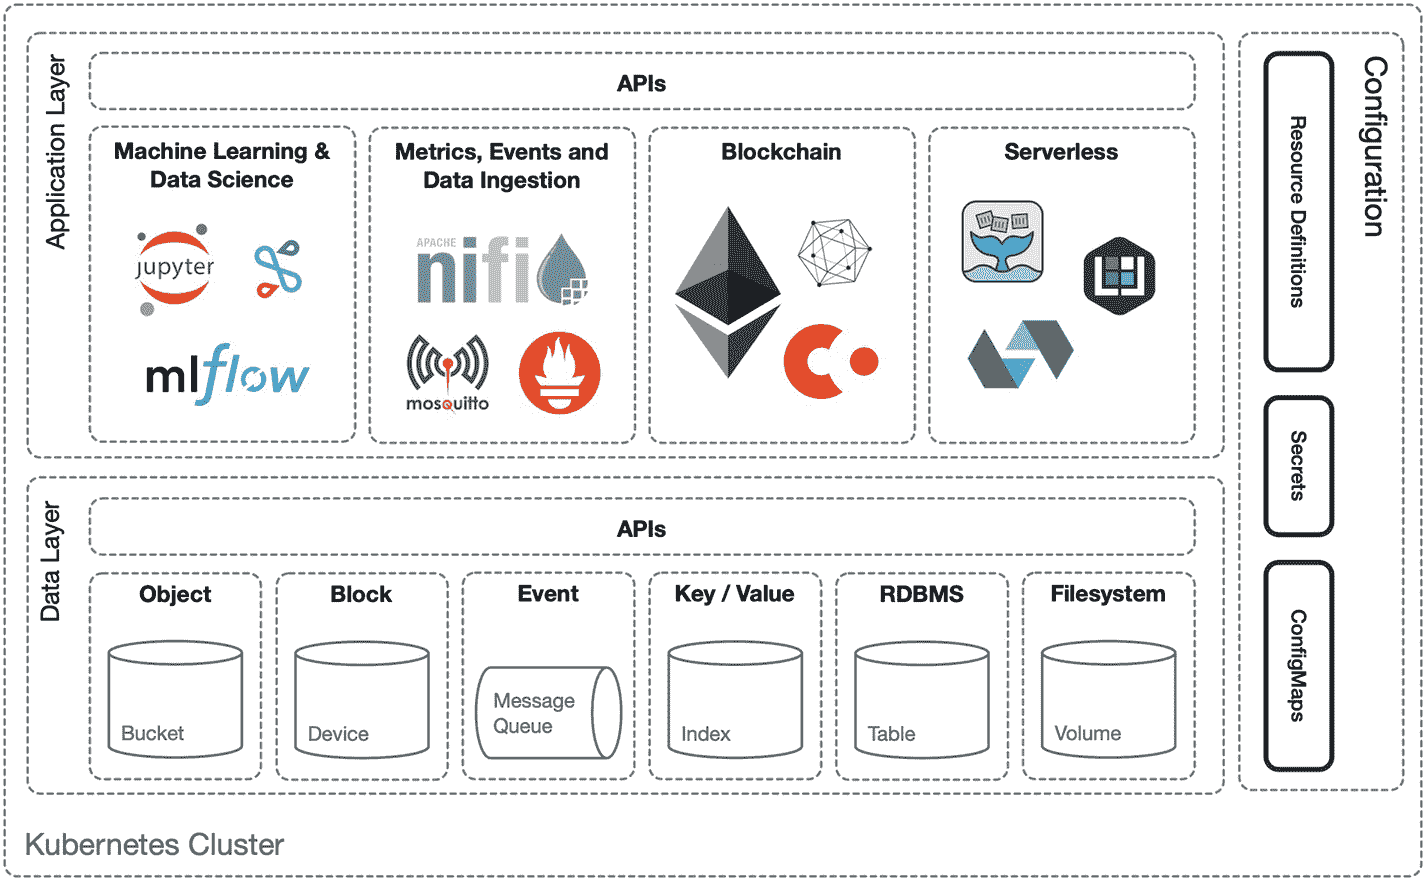 Application Layer
APIs
Machine Learning &
Data Science
jupyter
mlflow
Metrics, Events and
Data Ingestion
APACHE
nifi
mosquitto
Blockchain
Serverless
Data Layer
APIs
Object
Bucket
Block
Device
Event
Message
Queue
Key / Value
Index
RDBMS
Table
Filesystem
Volume
Configuration
Resource Definitions
Secrets
ConfigMaps
Kubernetes Cluster